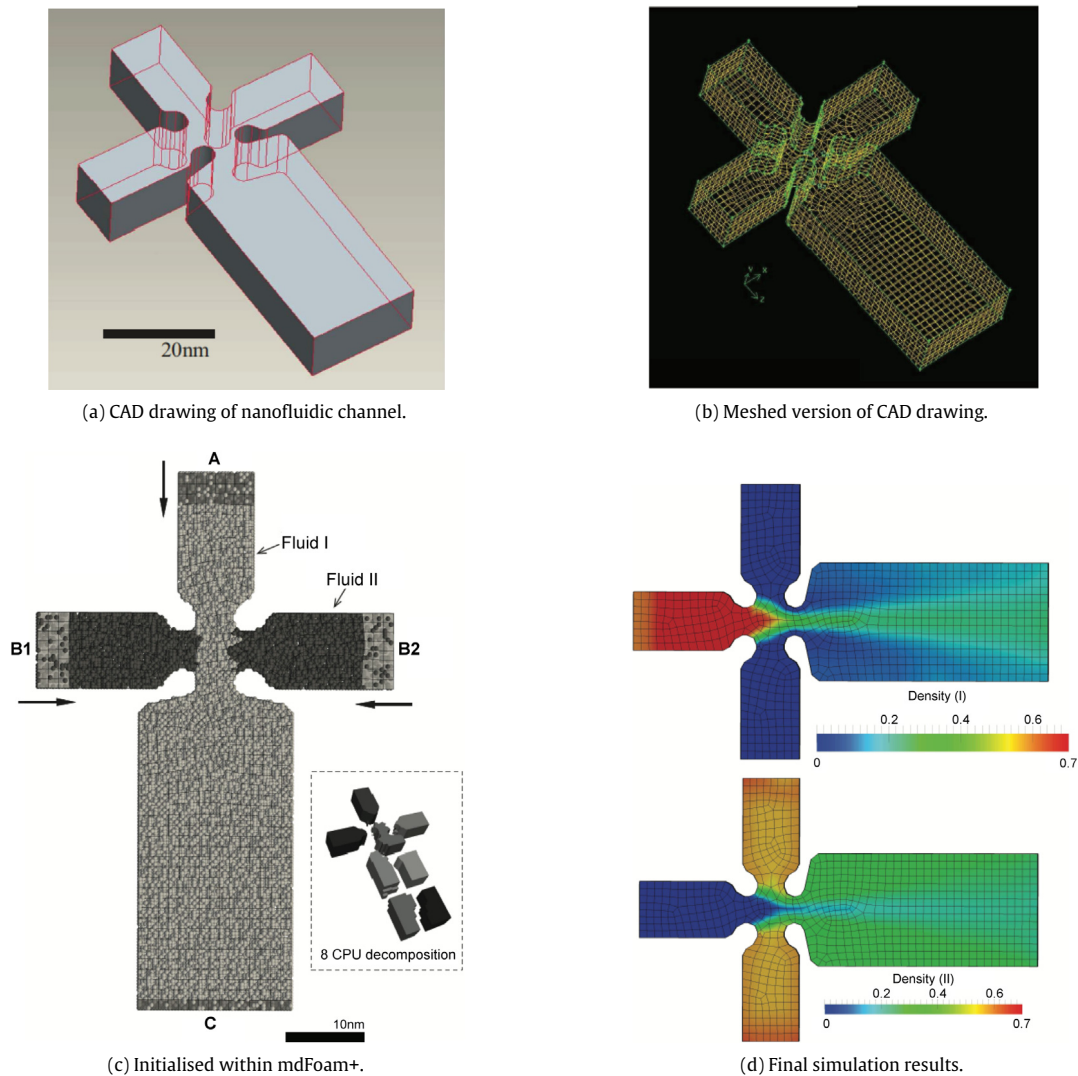 20nm
Y
X
Z
(a) CAD drawing of nanofluidic channel.
(b) Meshed version of CAD drawing.
A
Fluid I
Fluid II
B1
B2
8 CPU decomposition
C
10nm
(c) Initialised within mdFoam+.
Density (I)
0.2 0.4 0.6
0 0.7
Density (II)
0.2 0.4 0.6
0 0.7
(d) Final simulation results.